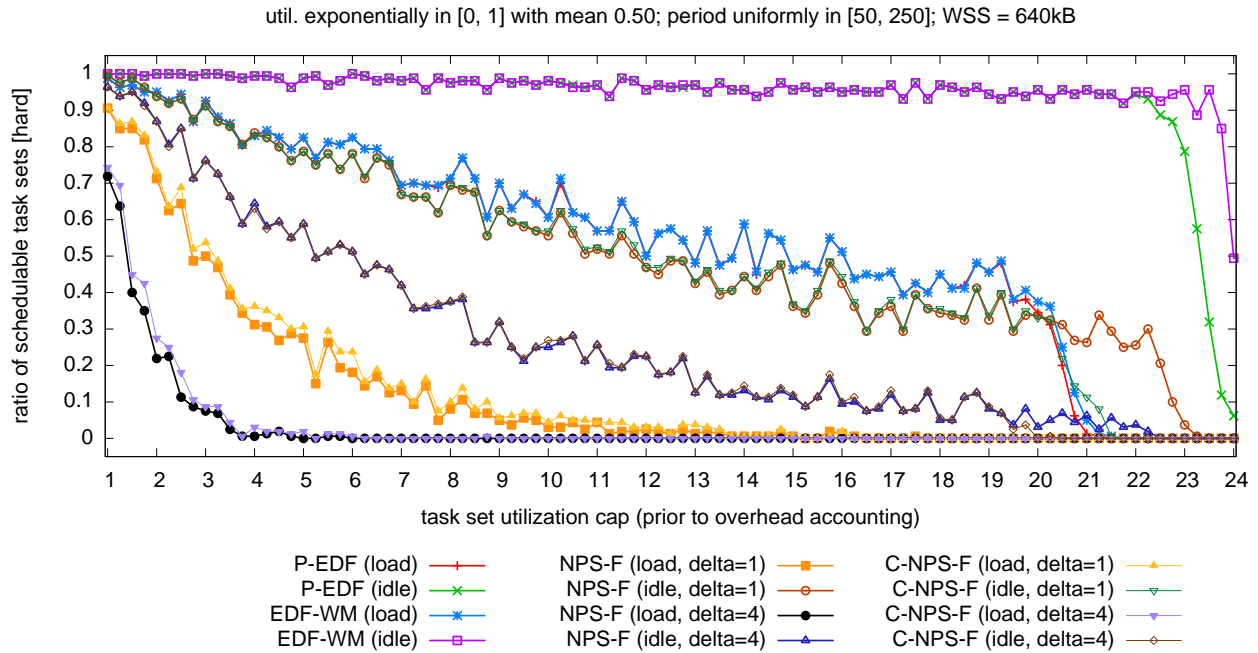 util. exponentially in [0, 1] with mean 0.50; period uniformly in [50, 250]; WSS = 640kB
ratio of schedulable task sets [hard]
1
0.9
0.8
0.7
0.6
0.5
0.4
0.3
0.2
0.1
0
1 2 3 4 5 6 7 8 9 10 11 12 13 14 15 16 17 18 19 20 21 22 23 24
task set utilization cap (prior to overhead accounting)
P-EDF (load) NPS-F (load, delta=1) C-NPS-F (load, delta=1)
P-EDF (idle) NPS-F (idle, delta=1) C-NPS-F (idle, delta=1)
EDF-WM (load) NPS-F (load, delta=4) C-NPS-F (load, delta=4)
EDF-WM (idle) NPS-F (idle, delta=4) C-NPS-F (idle, delta=4)